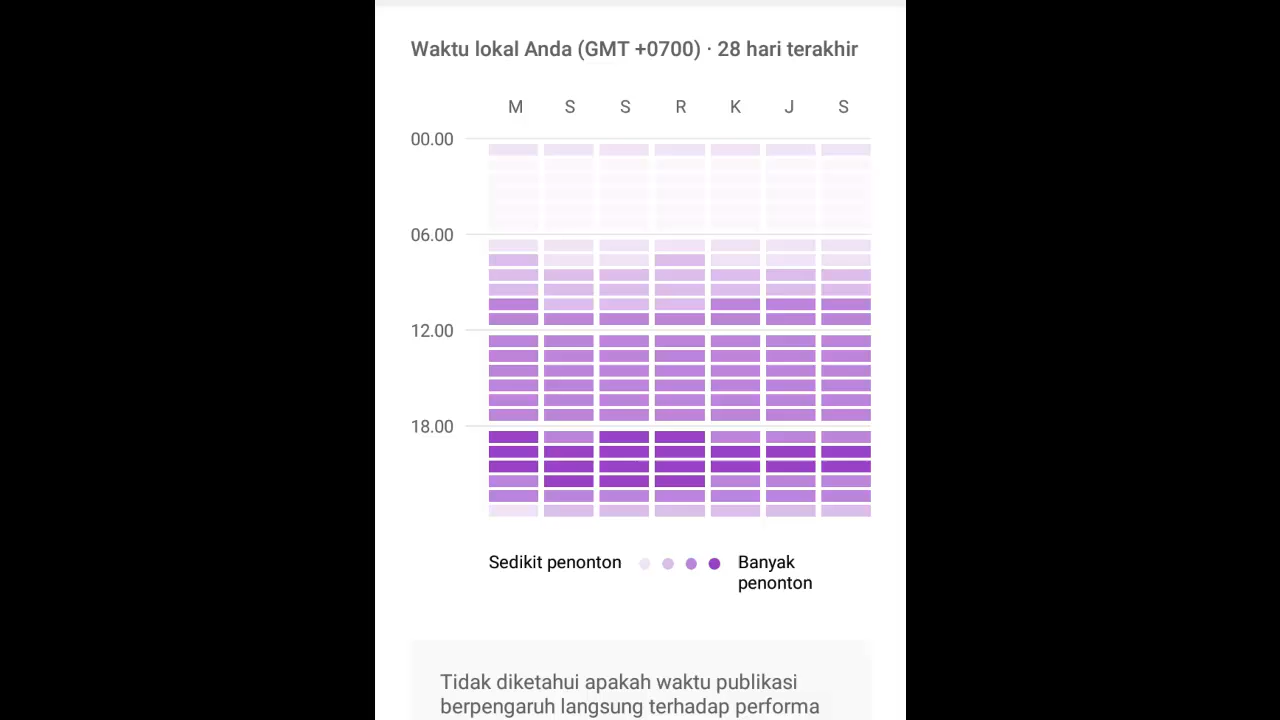 Waktu lokal Anda (GMT +0700) · 28 hari terakhir
M S S R K J S
00.00
06.00
12.00
18.00
Sedikit penonton
Banyak
penonton
Tidak diketahui apakah waktu publikasi
berpengaruh langsung terhadap performa